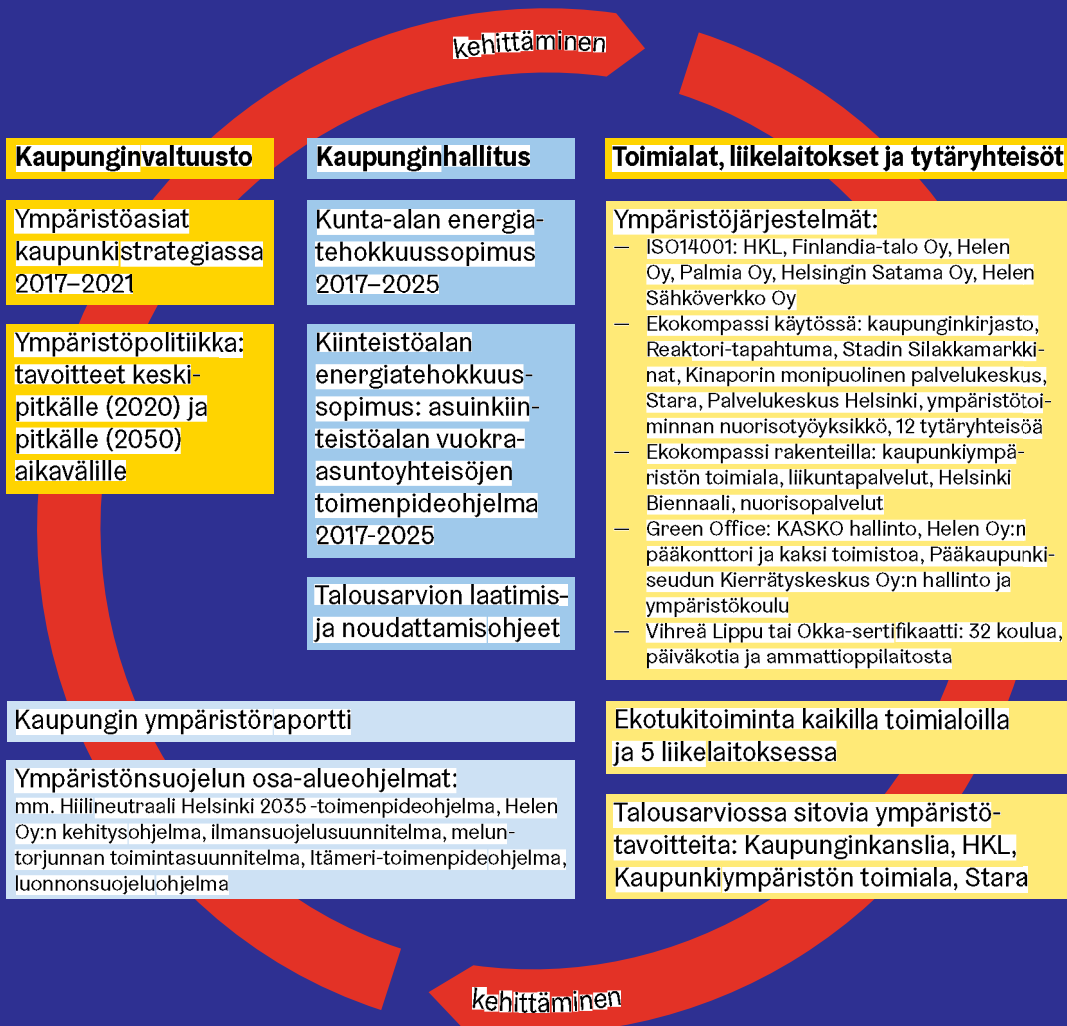 kehittäminen
Kaupunginvaltuusto
Ympäristöasiat
kaupunkistrategiassa
2017–2021
Ympäristöpolitiikka:
tavoitteet keski-
pitkälle (2020) ja
pitkälle (2050)
aikavälille
Kaupunginhallitus
Kunta-alan energia-
tehokkuussopimus
2017–2025
Kiinteistöalan
energiatehokkuus-
sopimus: asuinkiin-
teistöalan vuokra-
asuntoyhteisöjen
toimenpideohjelma
2017-2025
Talousarvion laatimis-
ja noudattamisohjeet
Kaupungin ympäristöraportti
Ympäristönsuojelun osa-alueohjelmat:
mm. Hiilineutraali Helsinki 2035 -toimenpideohjelma, Helen
Oy:n kehitysohjelma, ilmansuojelusuunnitelma, melun-
torjunnan toimintasuunnitelma, Itämeri-toimenpideohjelma,
luonnonsuojeluohjelma
Toimialat, liikelaitokset ja tytäryhteisöt
Ympäristöjärjestelmät:
— ISO14001: HKL, Finlandia-talo Oy, Helen
Oy, Palmia Oy, Helsingin Satama Oy, Helen
Sähköverkko Oy
— Ekokompassi käytössä: kaupunginkirjasto,
Reaktori-tapahtuma, Stadin Silakkamarkki-
nat, Kinaporin monipuolinen palvelukeskus,
Stara, Palvelukeskus Helsinki, ympäristötoi-
minnan nuorisotyöyksikkö, 12 tytäryhteisöä
— Ekokompassi rakenteilla: kaupunkiympä-
ristön toimiala, liikuntapalvelut, Helsinki
Biennaali, nuorisopalvelut
— Green Office: KASKO hallinto, Helen Oy:n
pääkonttori ja kaksi toimistoa, Pääkaupunki-
seudun Kierrätyskeskus Oy:n hallinto ja
ympäristökoulu
— Vihreä Lippu tai Okka-sertifikaatti: 32 koulua,
päiväkotia ja ammattioppilaitosta
Ekotukitoiminta kaikilla toimialoilla
ja 5 liikelaitoksessa
Talousarviossa sitovia ympäristö-
tavoitteita: Kaupunginkanslia, HKL,
Kaupunkiympäristön toimiala, Stara
kehittäminen